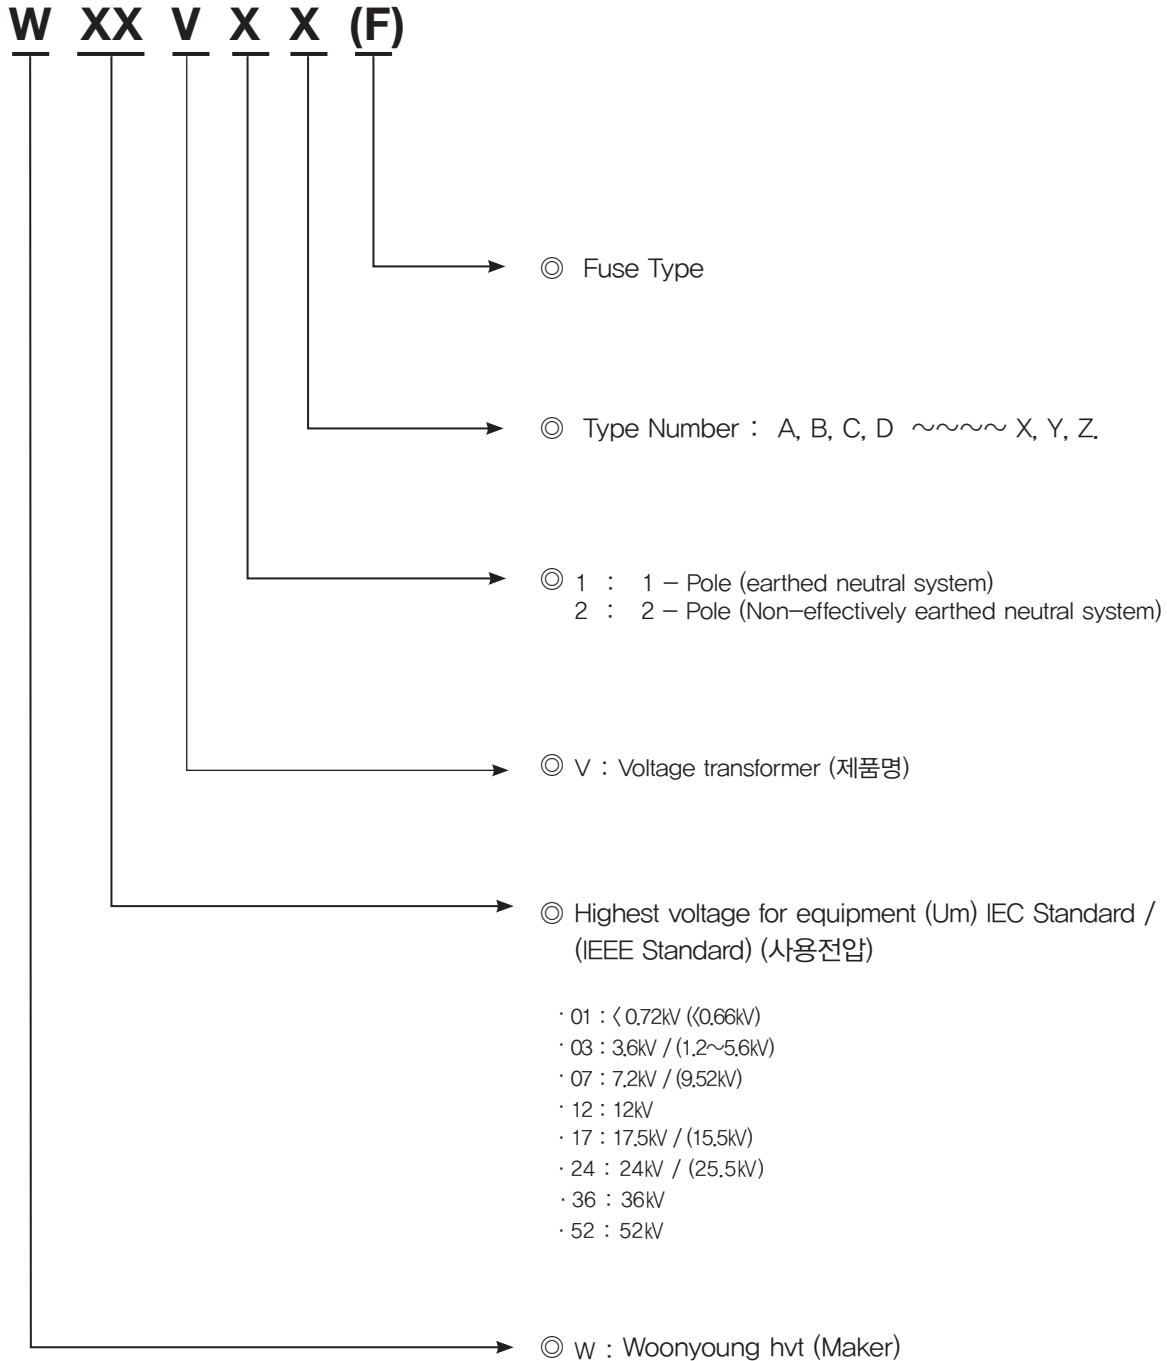 W XX V X X (F)
◎ Fuse Type
◎ Type Number : A, B, C, D ～～～～ X, Y, Z.
◎ 1 : 1 – Pole (earthed neutral system)
2 : 2 – Pole (Non–effectively earthed neutral system)
◎ V : Voltage transformer (제품명)
◎ Highest voltage for equipment (Um) IEC Standard /
(IEEE Standard) (사용전압)
· 01 : 〈 0.72㎸ (〈0.66㎸)
· 03 : 3.6㎸ / (1.2～5.6㎸)
· 07 : 7.2㎸ / (9.52㎸)
· 12 : 12㎸
· 17 : 17.5㎸ / (15.5㎸)
· 24 : 24㎸ / (25.5㎸)
· 36 : 36㎸
· 52 : 52㎸
◎ W : Woonyoung hvt (Maker)